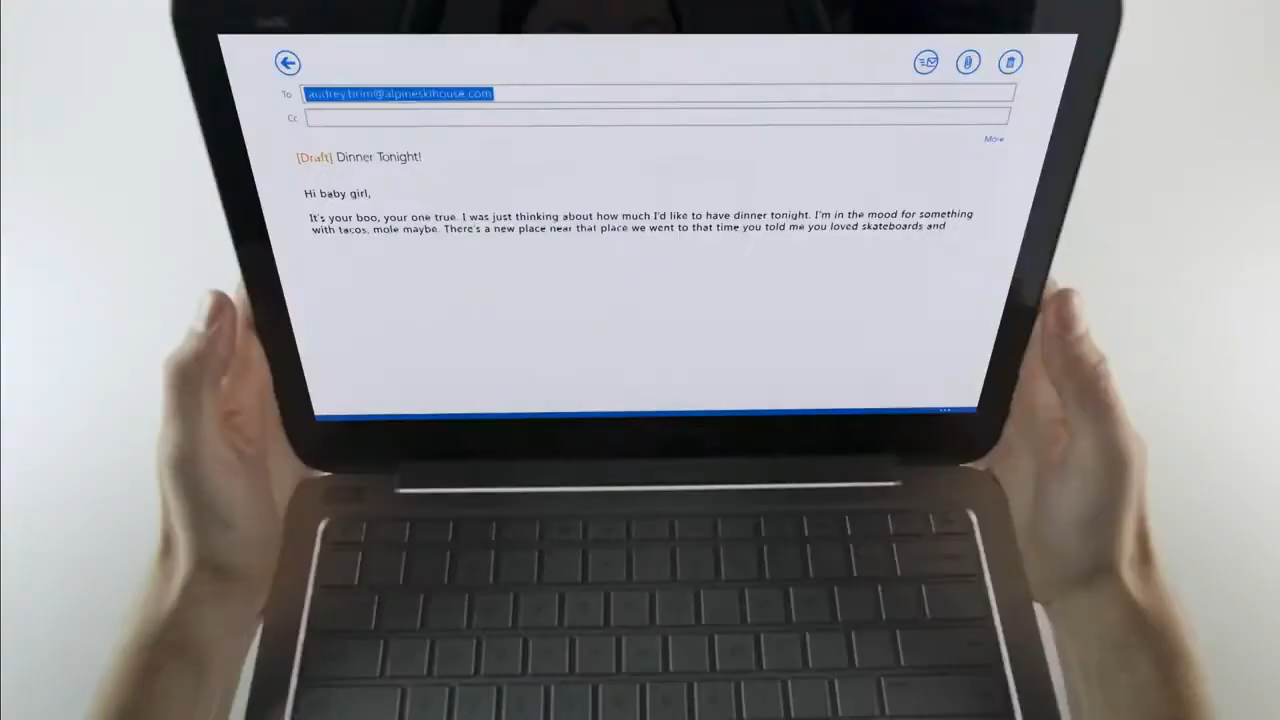 To audrey.brim@alpineskihouse.com
Cc
More
[Draft] Dinner Tonight!
Hi baby girl,
It's your boo, your one true. I was just thinking about how much I'd like to have dinner tonight. I'm in the mood for something
with tacos, mole maybe. There's a new place near that place we went to that time you told me you loved skateboards and